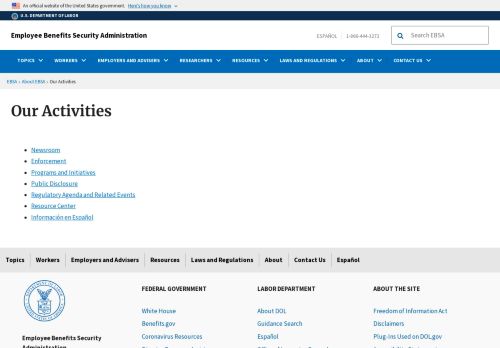 An official website of the United States government. Here's how you know
U.S. DEPARTMENT OF LABOR
Employee Benefits Security Administration
ESPAÑOL | 1-866-444-3272
Search EBSA
TOPICS WORKERS EMPLOYERS AND ADVISERS RESEARCHERS RESOURCES LAWS AND REGULATIONS ABOUT CONTACT US
EBSA » About EBSA » Our Activities
Our Activities
Newsroom
Enforcement
Programs and Initiatives
Public Disclosure
Regulatory Agenda and Related Events
Resource Center
Información en Español
Topics Workers Employers and Advisers Resources Laws and Regulations About Contact Us Español
FEDERAL GOVERNMENT LABOR DEPARTMENT ABOUT THE SITE
White House About DOL Freedom of Information Act
Benefits.gov Guidance Search Disclaimers
Coronavirus Resources Español Plug-Ins Used on DOL.gov
Employee Benefits Security
Administration